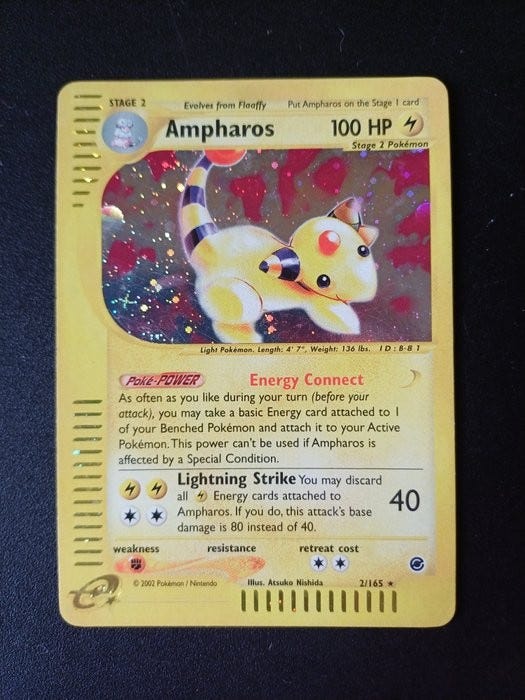 STAGE 2 Evolves from Flaaffy Put Ampharos on the Stage 1 card
Ampharos 100 HP
Stage 2 Pokémon
Light Pokémon. Length: 4' 7", Weight: 136 lbs. ID: B-B 1
Poké-POWER Energy Connect
As often as you like during your turn (before your
attack), you may take a basic Energy card attached to 1
of your Benched Pokémon and attach it to your Active
Pokémon. This power can't be used if Ampharos is
affected by a Special Condition.
Lightning Strike You may discard
all Energy cards attached to
Ampharos. If you do, this attack's base
damage is 80 instead of 40.
40
weakness resistance retreat cost
© 2002 Pokémon / Nintendo Illus. Atsuko Nishida 2/165 ★
e